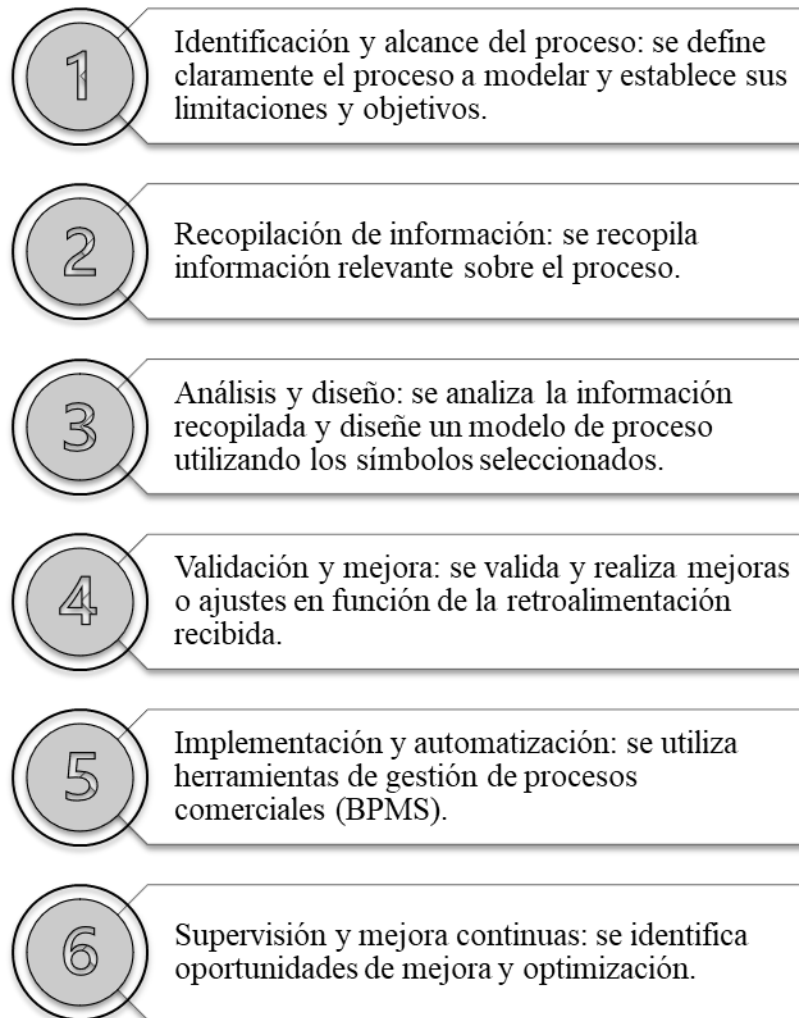 1
Identificación y alcance del proceso: se define
claramente el proceso a modelar y establece sus
limitaciones y objetivos.
2
Recopilación de información: se recopila
información relevante sobre el proceso.
3
Análisis y diseño: se analiza la información
recopilada y diseñe un modelo de proceso
utilizando los símbolos seleccionados.
4
Validación y mejora: se valida y realiza mejoras
o ajustes en función de la retroalimentación
recibida.
5
Implementación y automatización: se utiliza
herramientas de gestión de procesos
comerciales (BPMS).
6
Supervisión y mejora continuas: se identifica
oportunidades de mejora y optimización.